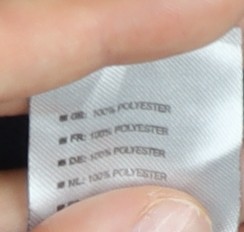 ■ GB: 100% POLYESTER
■ FR: 100% POLYESTER
■ DE: 100% POLYESTER
■ NL: 100% POLYESTER